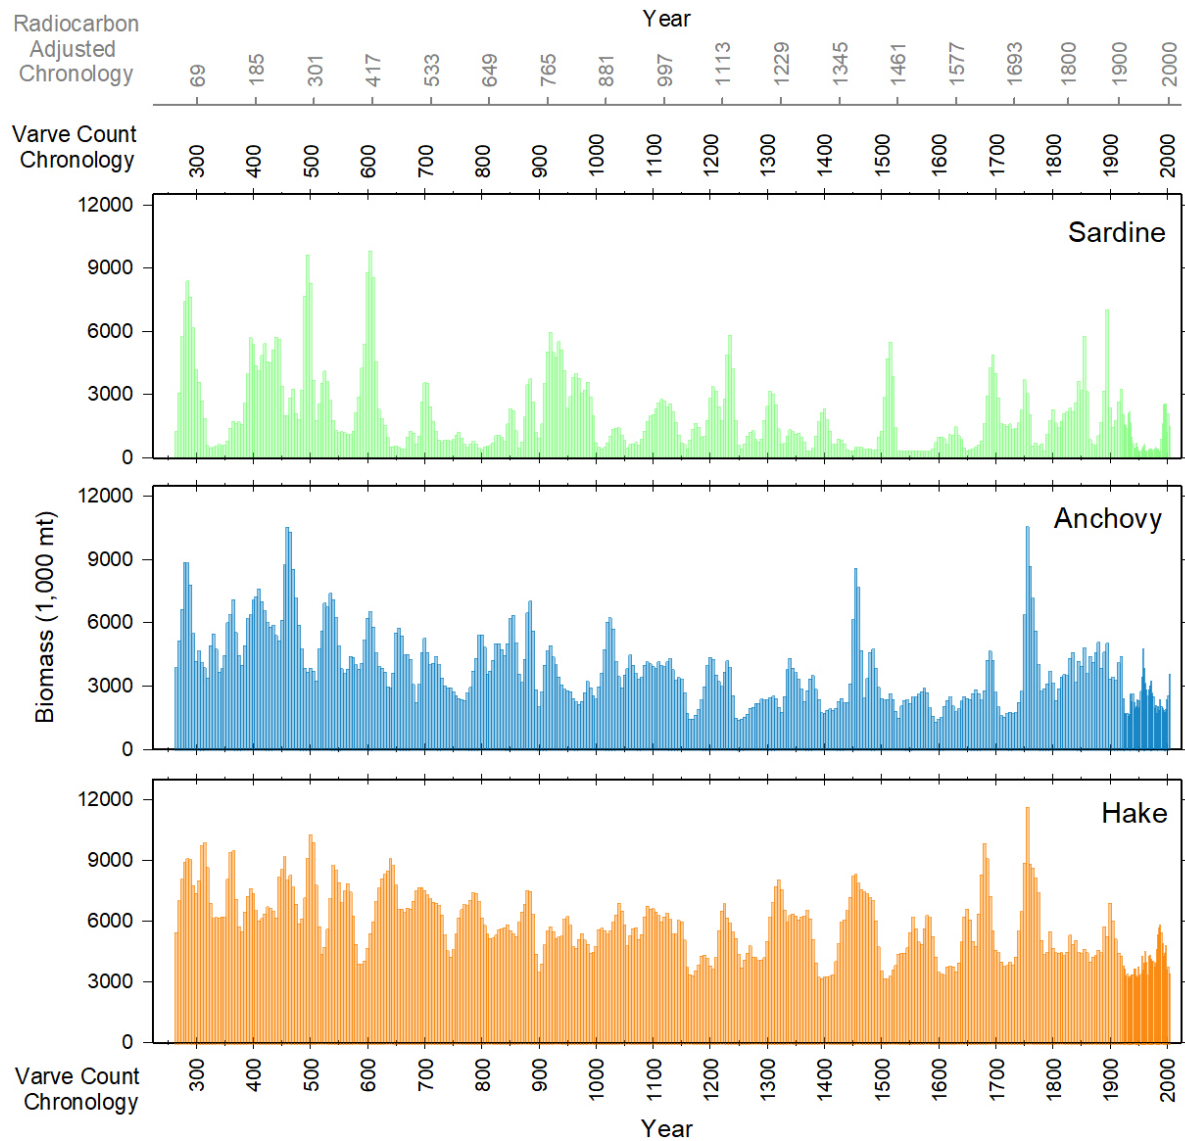 Year
Radiocarbon
Adjusted
Chronology
69 185 301 417 533 649 765 881 997 1113 1229 1345 1461 1577 1693 1800 1900 2000
Varve Count
Chronology
300 400 500 600 700 800 900 1000 1100 1200 1300 1400 1500 1600 1700 1800 1900 2000
12000
Sardine
9000
6000
3000
0
12000
Anchovy
9000
6000
3000
0
Biomass (1,000 mt)
12000
Hake
9000
6000
3000
0
Varve Count
Chronology
300 400 500 600 700 800 900 1000 1100 1200 1300 1400 1500 1600 1700 1800 1900 2000
Year